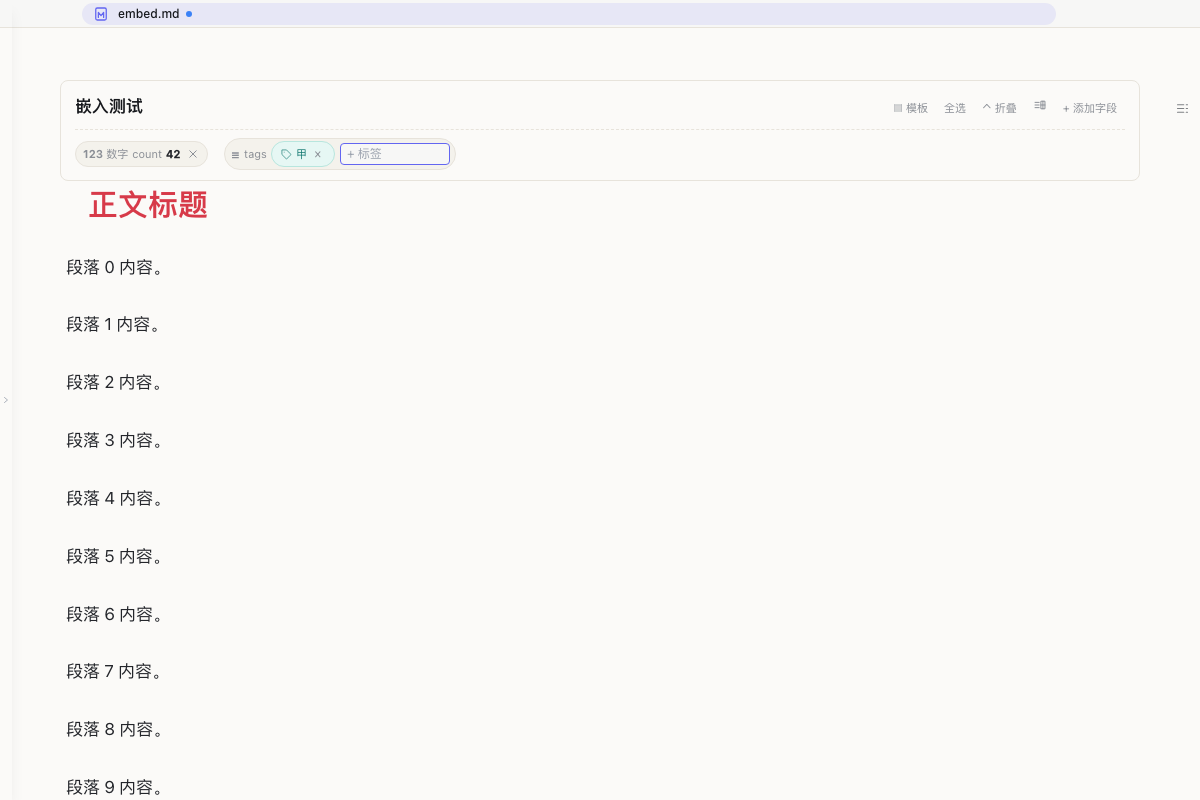 embed.md
嵌入测试 模板 全选 折叠 + 添加字段
123 数字 count 42 × tags 甲 × + 标签
正文标题
段落 0 内容。
段落 1 内容。
段落 2 内容。
段落 3 内容。
段落 4 内容。
段落 5 内容。
段落 6 内容。
段落 7 内容。
段落 8 内容。
段落 9 内容。